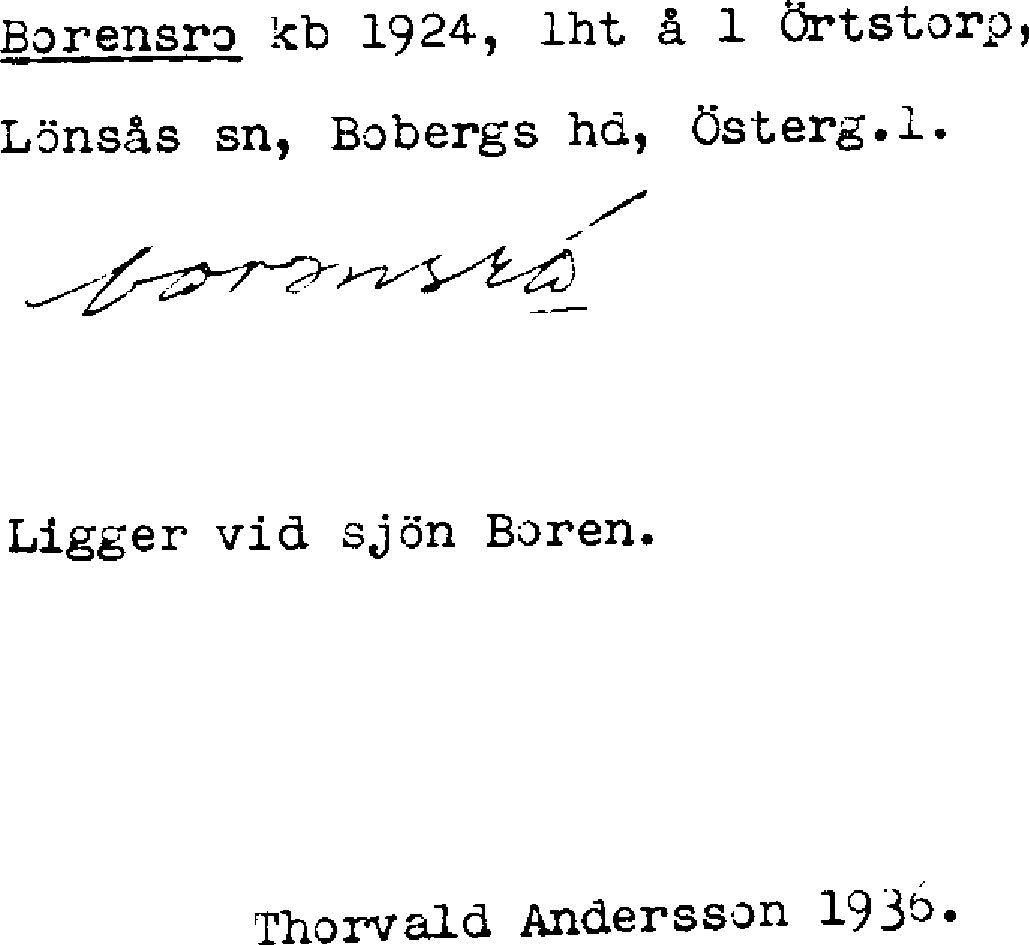 Borensro kb 1924, lht å 1 Örtstorp,
Lönsås sn, Bobergs hd, Österg.l.
Ligger vid sjön Boren.
Thorvald Andersson 1936.